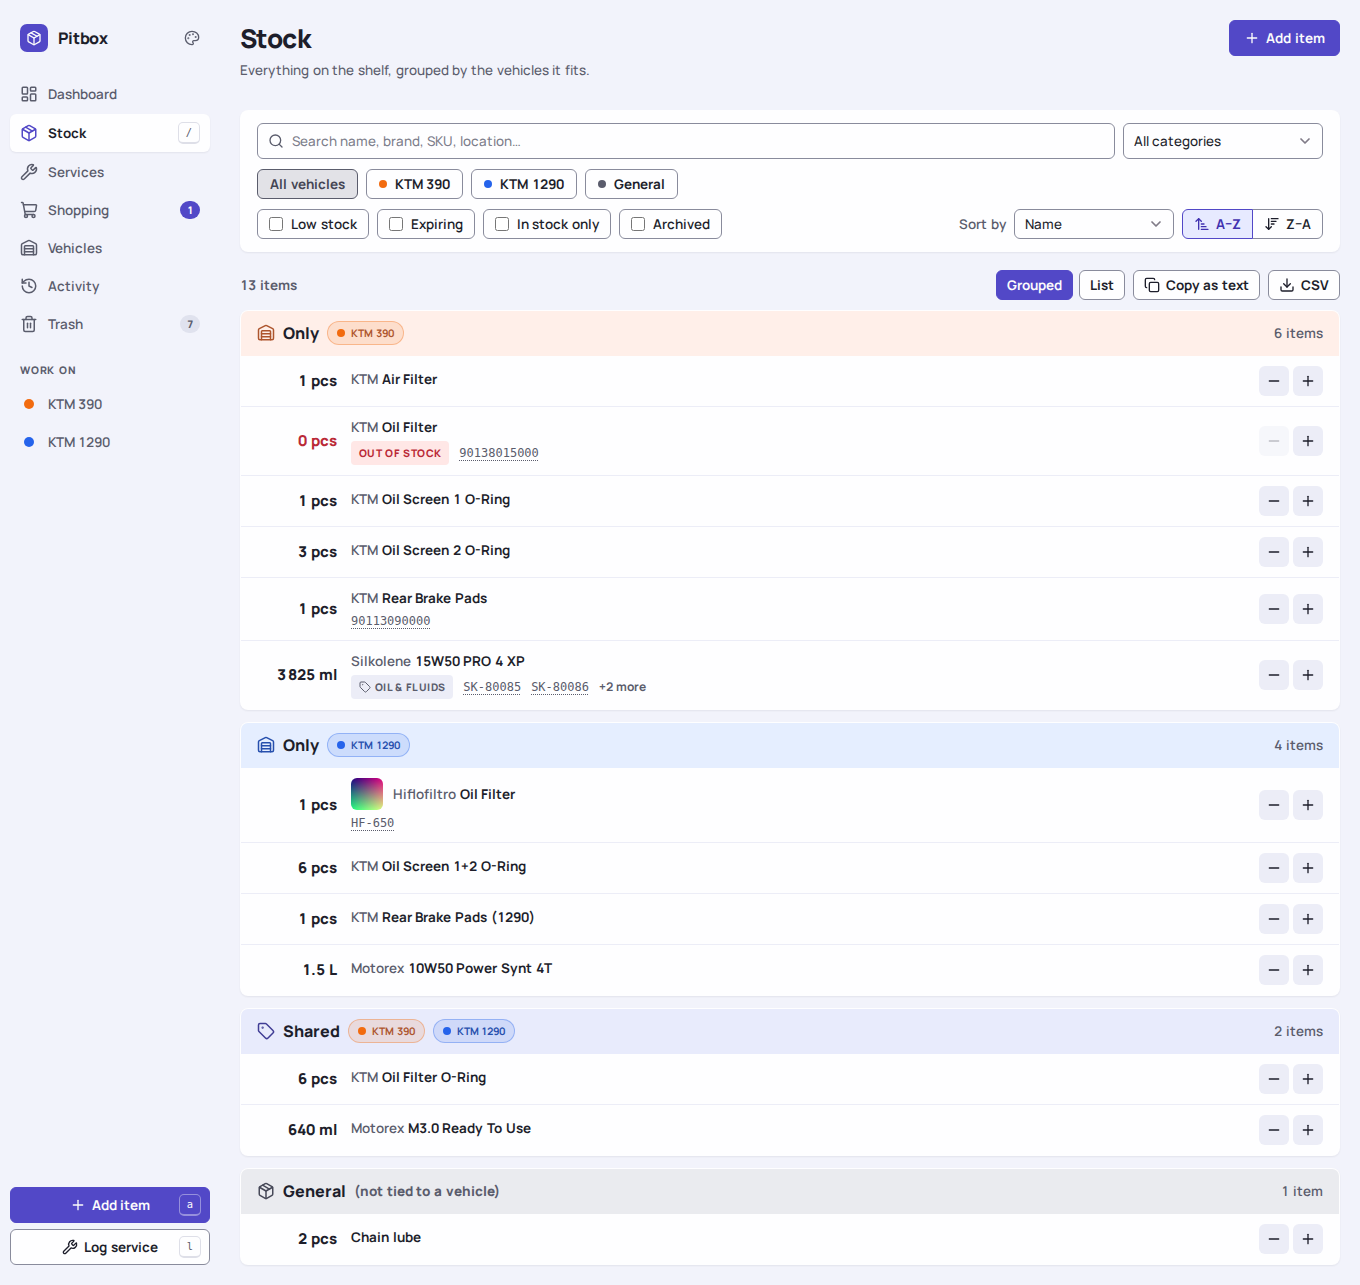 Pitbox
Dashboard
Stock /
Services
Shopping 1
Vehicles
Activity
Trash 7
WORK ON
KTM 390
KTM 1290
Add item a
Log service l
Stock
Add item
Everything on the shelf, grouped by the vehicles it fits.
Search name, brand, SKU, location…
All categories
All vehicles KTM 390 KTM 1290 General
Low stock Expiring In stock only Archived Sort by Name A–Z Z–A
13 items Grouped List Copy as text CSV
Only KTM 390 6 items
1 pcs KTM Air Filter
0 pcs KTM Oil Filter
OUT OF STOCK 90138015000
1 pcs KTM Oil Screen 1 O-Ring
3 pcs KTM Oil Screen 2 O-Ring
1 pcs KTM Rear Brake Pads
90113090000
3 825 ml Silkolene 15W50 PRO 4 XP
OIL & FLUIDS SK-80085 SK-80086 +2 more
Only KTM 1290 4 items
1 pcs Hiflofiltro Oil Filter
HF-650
6 pcs KTM Oil Screen 1+2 O-Ring
1 pcs KTM Rear Brake Pads (1290)
1.5 L Motorex 10W50 Power Synt 4T
Shared KTM 390 KTM 1290 2 items
6 pcs KTM Oil Filter O-Ring
640 ml Motorex M3.0 Ready To Use
General (not tied to a vehicle) 1 item
2 pcs Chain lube